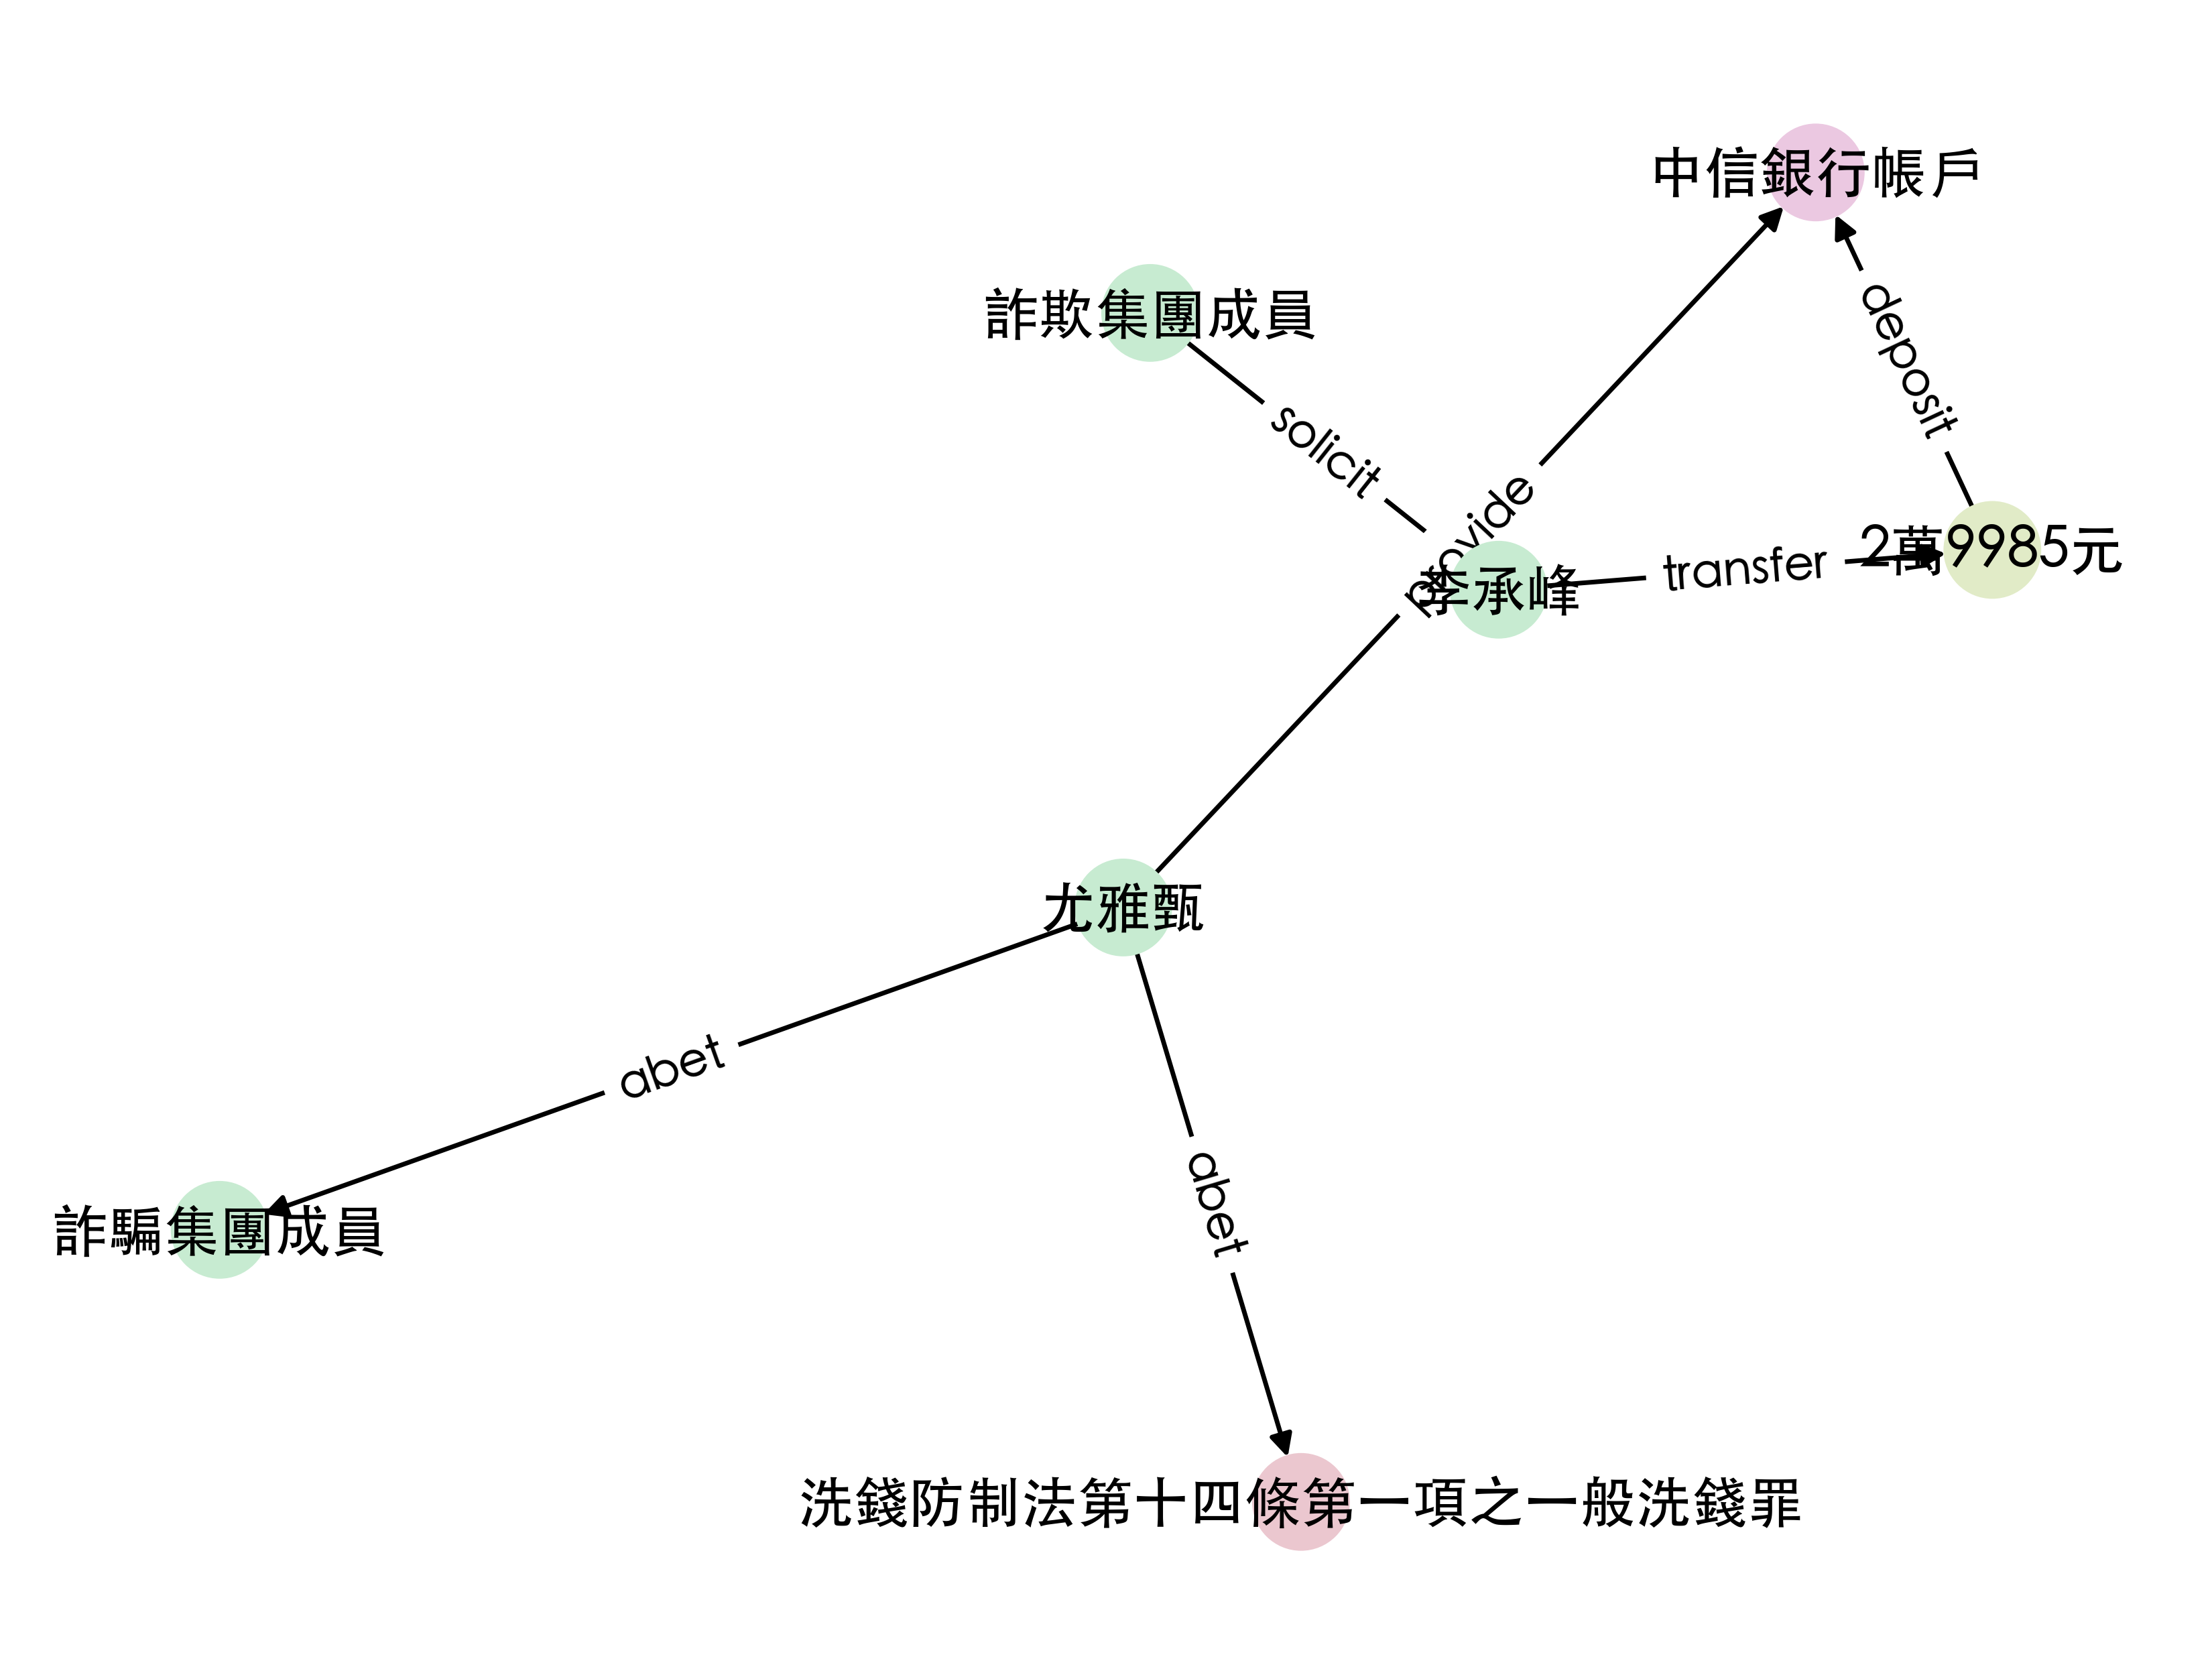 中信銀行帳戶
詐欺集團成員
deposit
solicit
provide
2萬9985元
transfer
李承峰
尤雅甄
abet
abet
詐騙集團成員
洗錢防制法第十四條第一項之一般洗錢罪